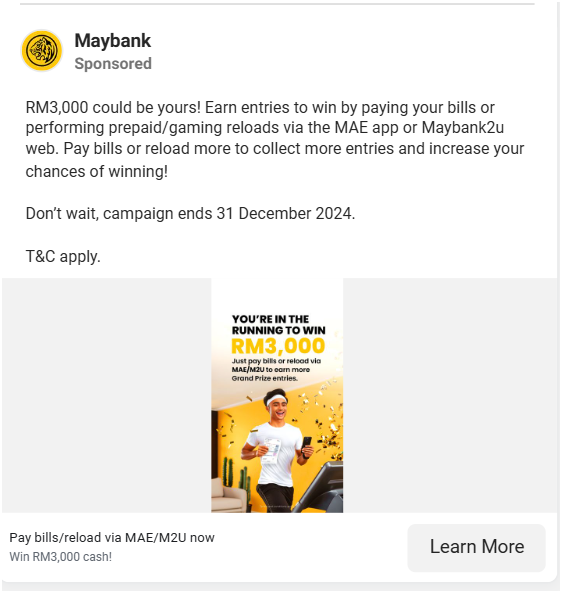 Maybank
Sponsored
RM3,000 could be yours! Earn entries to win by paying your bills or
performing prepaid/gaming reloads via the MAE app or Maybank2u
web. Pay bills or reload more to collect more entries and increase your
chances of winning!
Don’t wait, campaign ends 31 December 2024.
T&C apply.
YOU’RE IN THE
RUNNING TO WIN
RM3,000
Just pay bills or reload via
MAE/M2U to earn more
Grand Prize entries.
Pay bills/reload via MAE/M2U now
Win RM3,000 cash!
Learn More